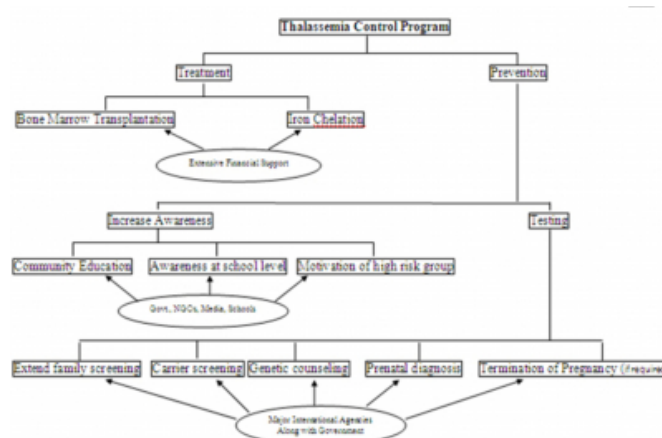 Thalassemia Control Program
Treatment
Prevention
Bone Marrow Transplantation
Iron Chelation
Extensive Financial Support
Increase Awareness
Testing
Community Education
Awareness at school level
Motivation of high risk group
Govt., NGOs, Media, Schools
Extend family screening
Carrier screening
Genetic counseling
Prenatal diagnosis
Termination of Pregnancy (if required
Major International Agencies
Along with Government